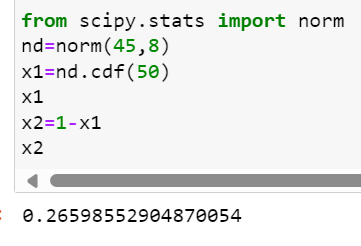 from scipy.stats import norm
nd=norm(45,8)
x1=nd.cdf(50)
x1
x2=1-x1
x2
: 0.26598552904870054